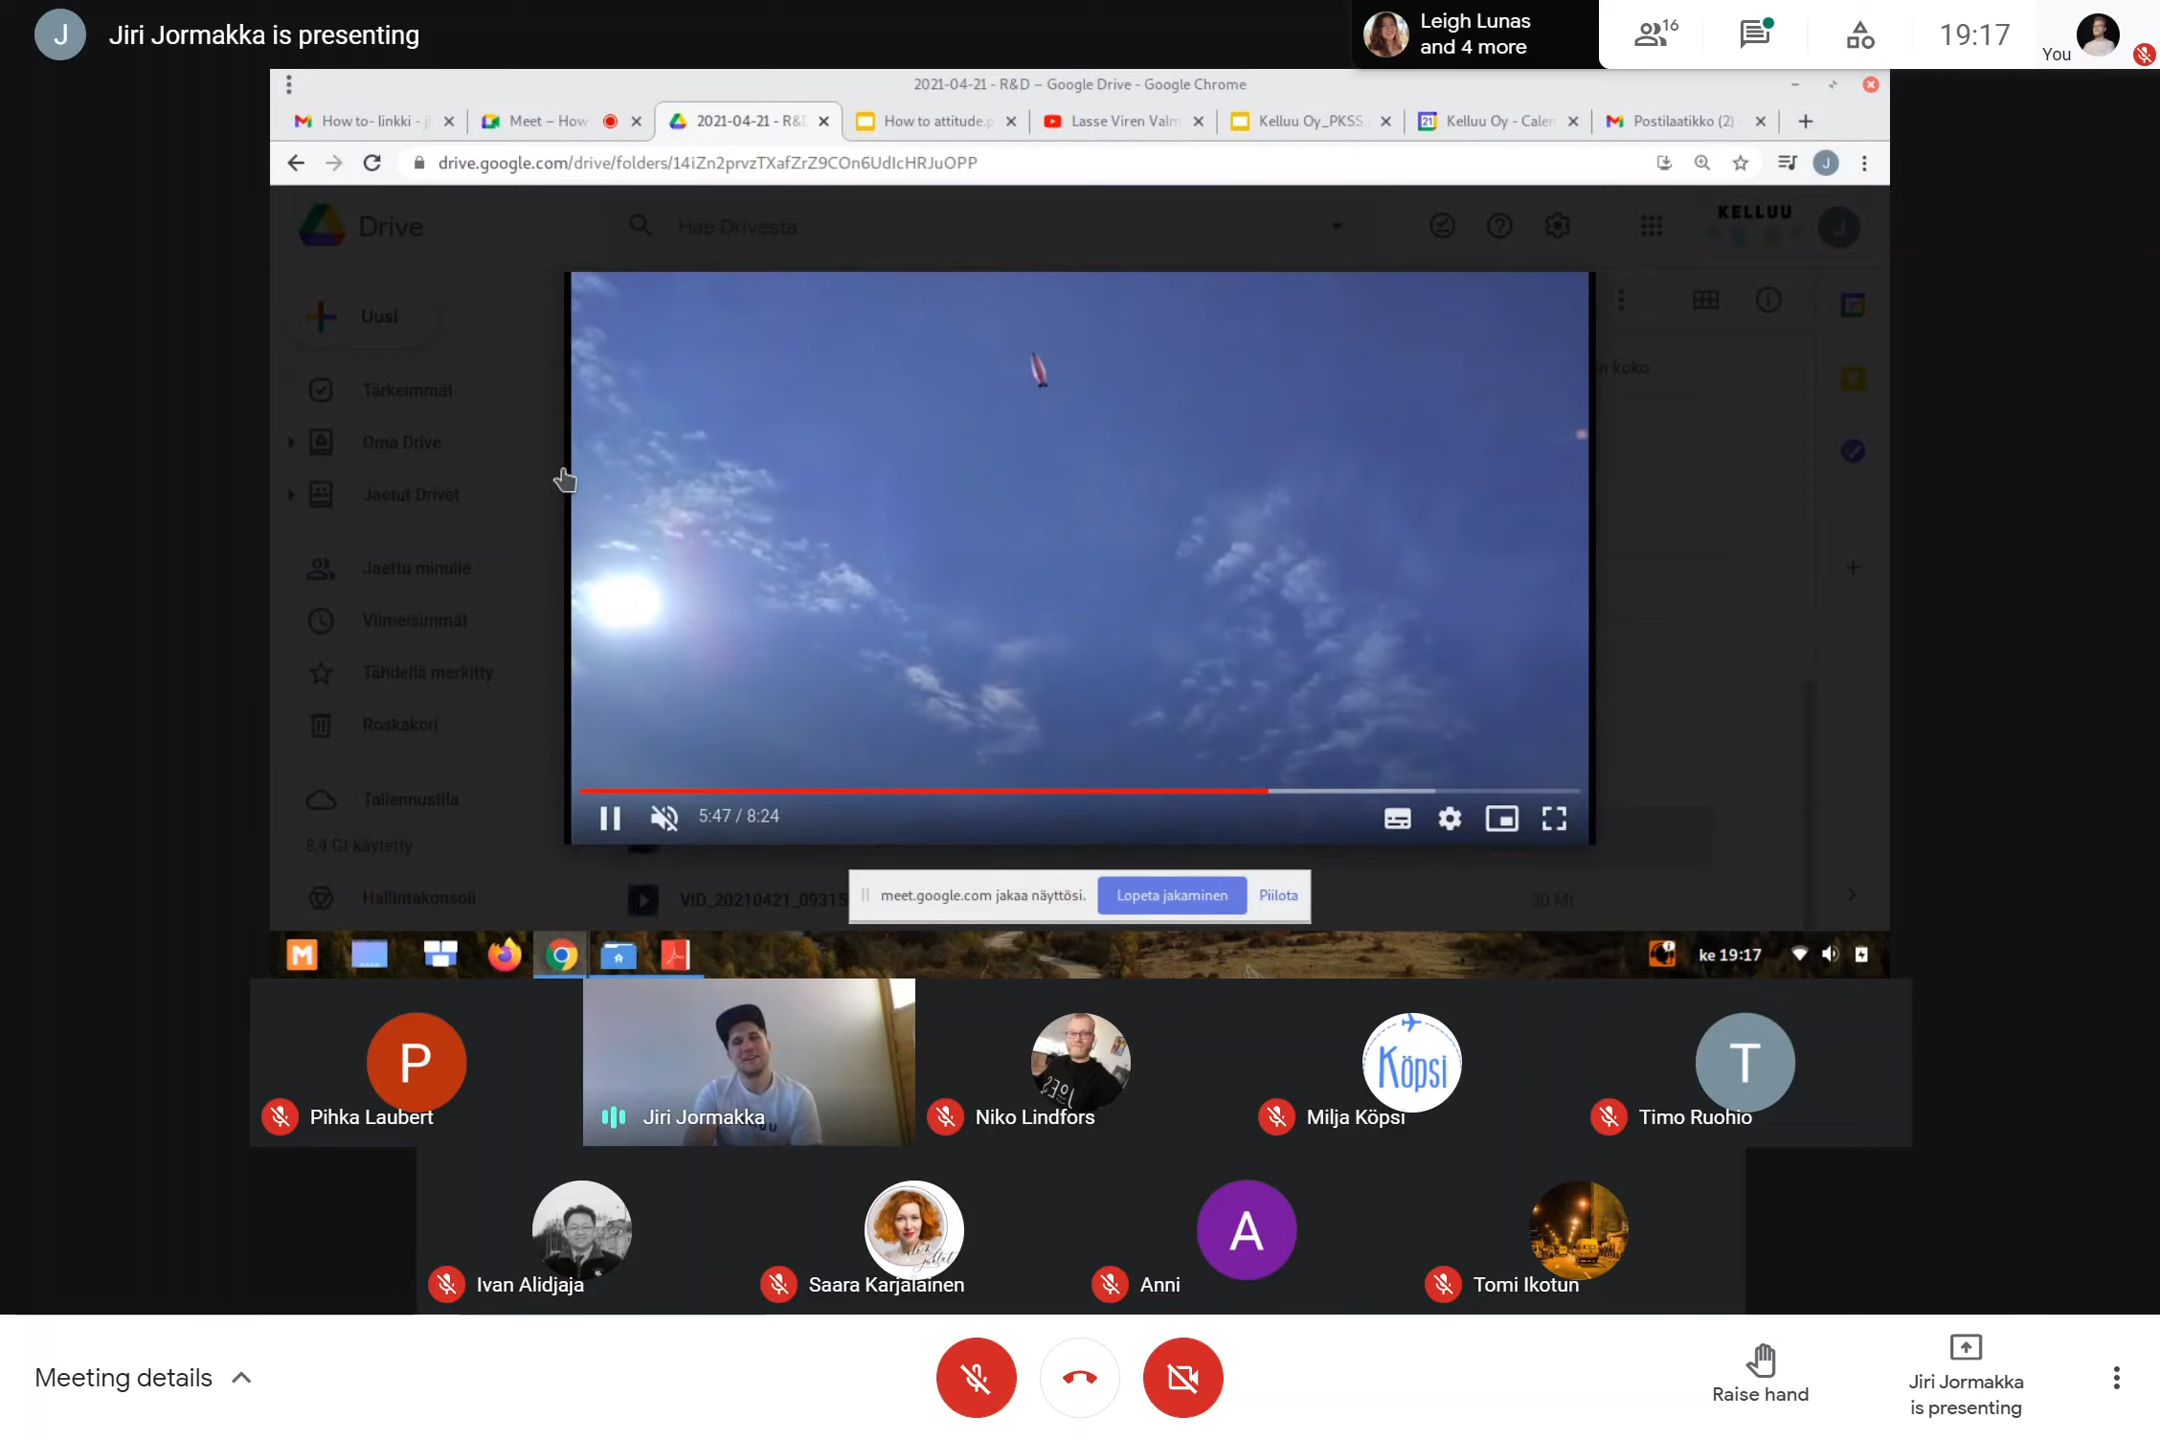 J
Jiri Jormakka is presenting
Leigh Lunas
and 4 more
16
19:17
You
2021-04-21 - R&D – Google Drive - Google Chrome
How to- linkki -
Meet – How
2021-04-21 - R&D
How to attitude.p
Lasse Viren Valm
Kelluu Oy_PKSS
21
Kelluu Oy - Calen
Postilaatikko (2) -
drive.google.com/drive/folders/14iZn2prvzTXafZrZ9COn6UdIcHRJuOPP
J
Drive
Hae Drivesta
KELLUU
J
Uusi
Tärkeimmät
Oma Drive
Jaetut Drivet
Jaettu minulle
Viimeisimmät
Tähdellä merkitty
Roskakori
Tallennustila
8,4 Gt käytetty
Hallintakonsoli
koko
5:47 / 8:24
VID_20210421_09315
30 Mt
meet.google.com jakaa näyttösi.
Lopeta jakaminen
Piilota
M
ke 19:17
P
Pihka Laubert
Jiri Jormakka
Niko Lindfors
Köpsi
Milja Köpsi
T
Timo Ruohio
Ivan Alidjaja
Saara Karjalainen
A
Anni
Tomi Ikotun
Meeting details
Raise hand
Jiri Jormakka
is presenting